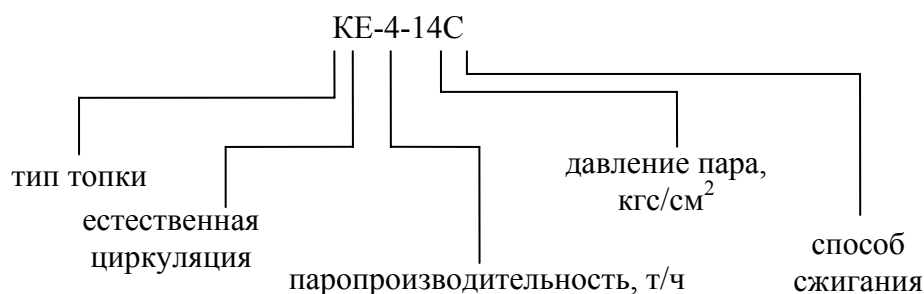 КЕ-4-14С
тип топки
естественная
циркуляция
паропроизводительность, т/ч
давление пара,
кгс/см²
способ
сжигания